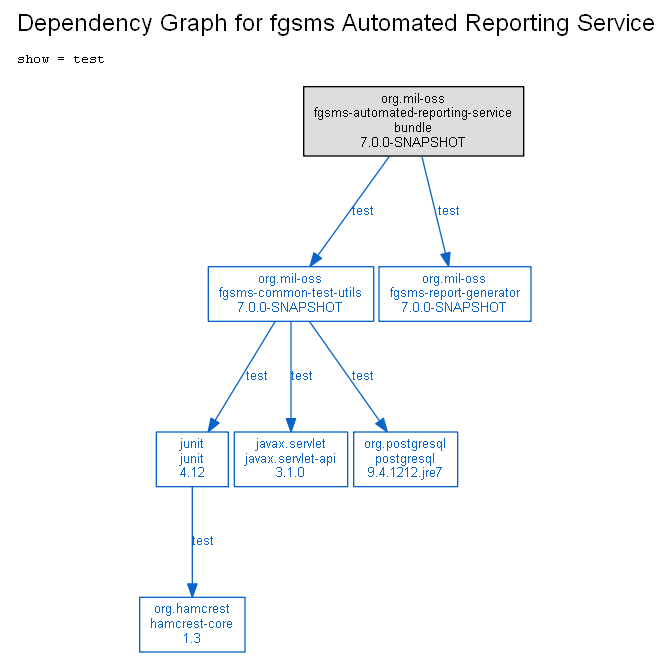 Dependency Graph for fgsms Automated Reporting Service
show = test
org.mil-oss
fgsms-automated-reporting-service
bundle
7.0.0-SNAPSHOT
test
test
org.mil-oss
fgsms-common-test-utils
7.0.0-SNAPSHOT
org.mil-oss
fgsms-report-generator
7.0.0-SNAPSHOT
test
test
test
junit
junit
4.12
javax.servlet
javax.servlet-api
3.1.0
org.postgresql
postgresql
9.4.1212.jre7
test
org.hamcrest
hamcrest-core
1.3